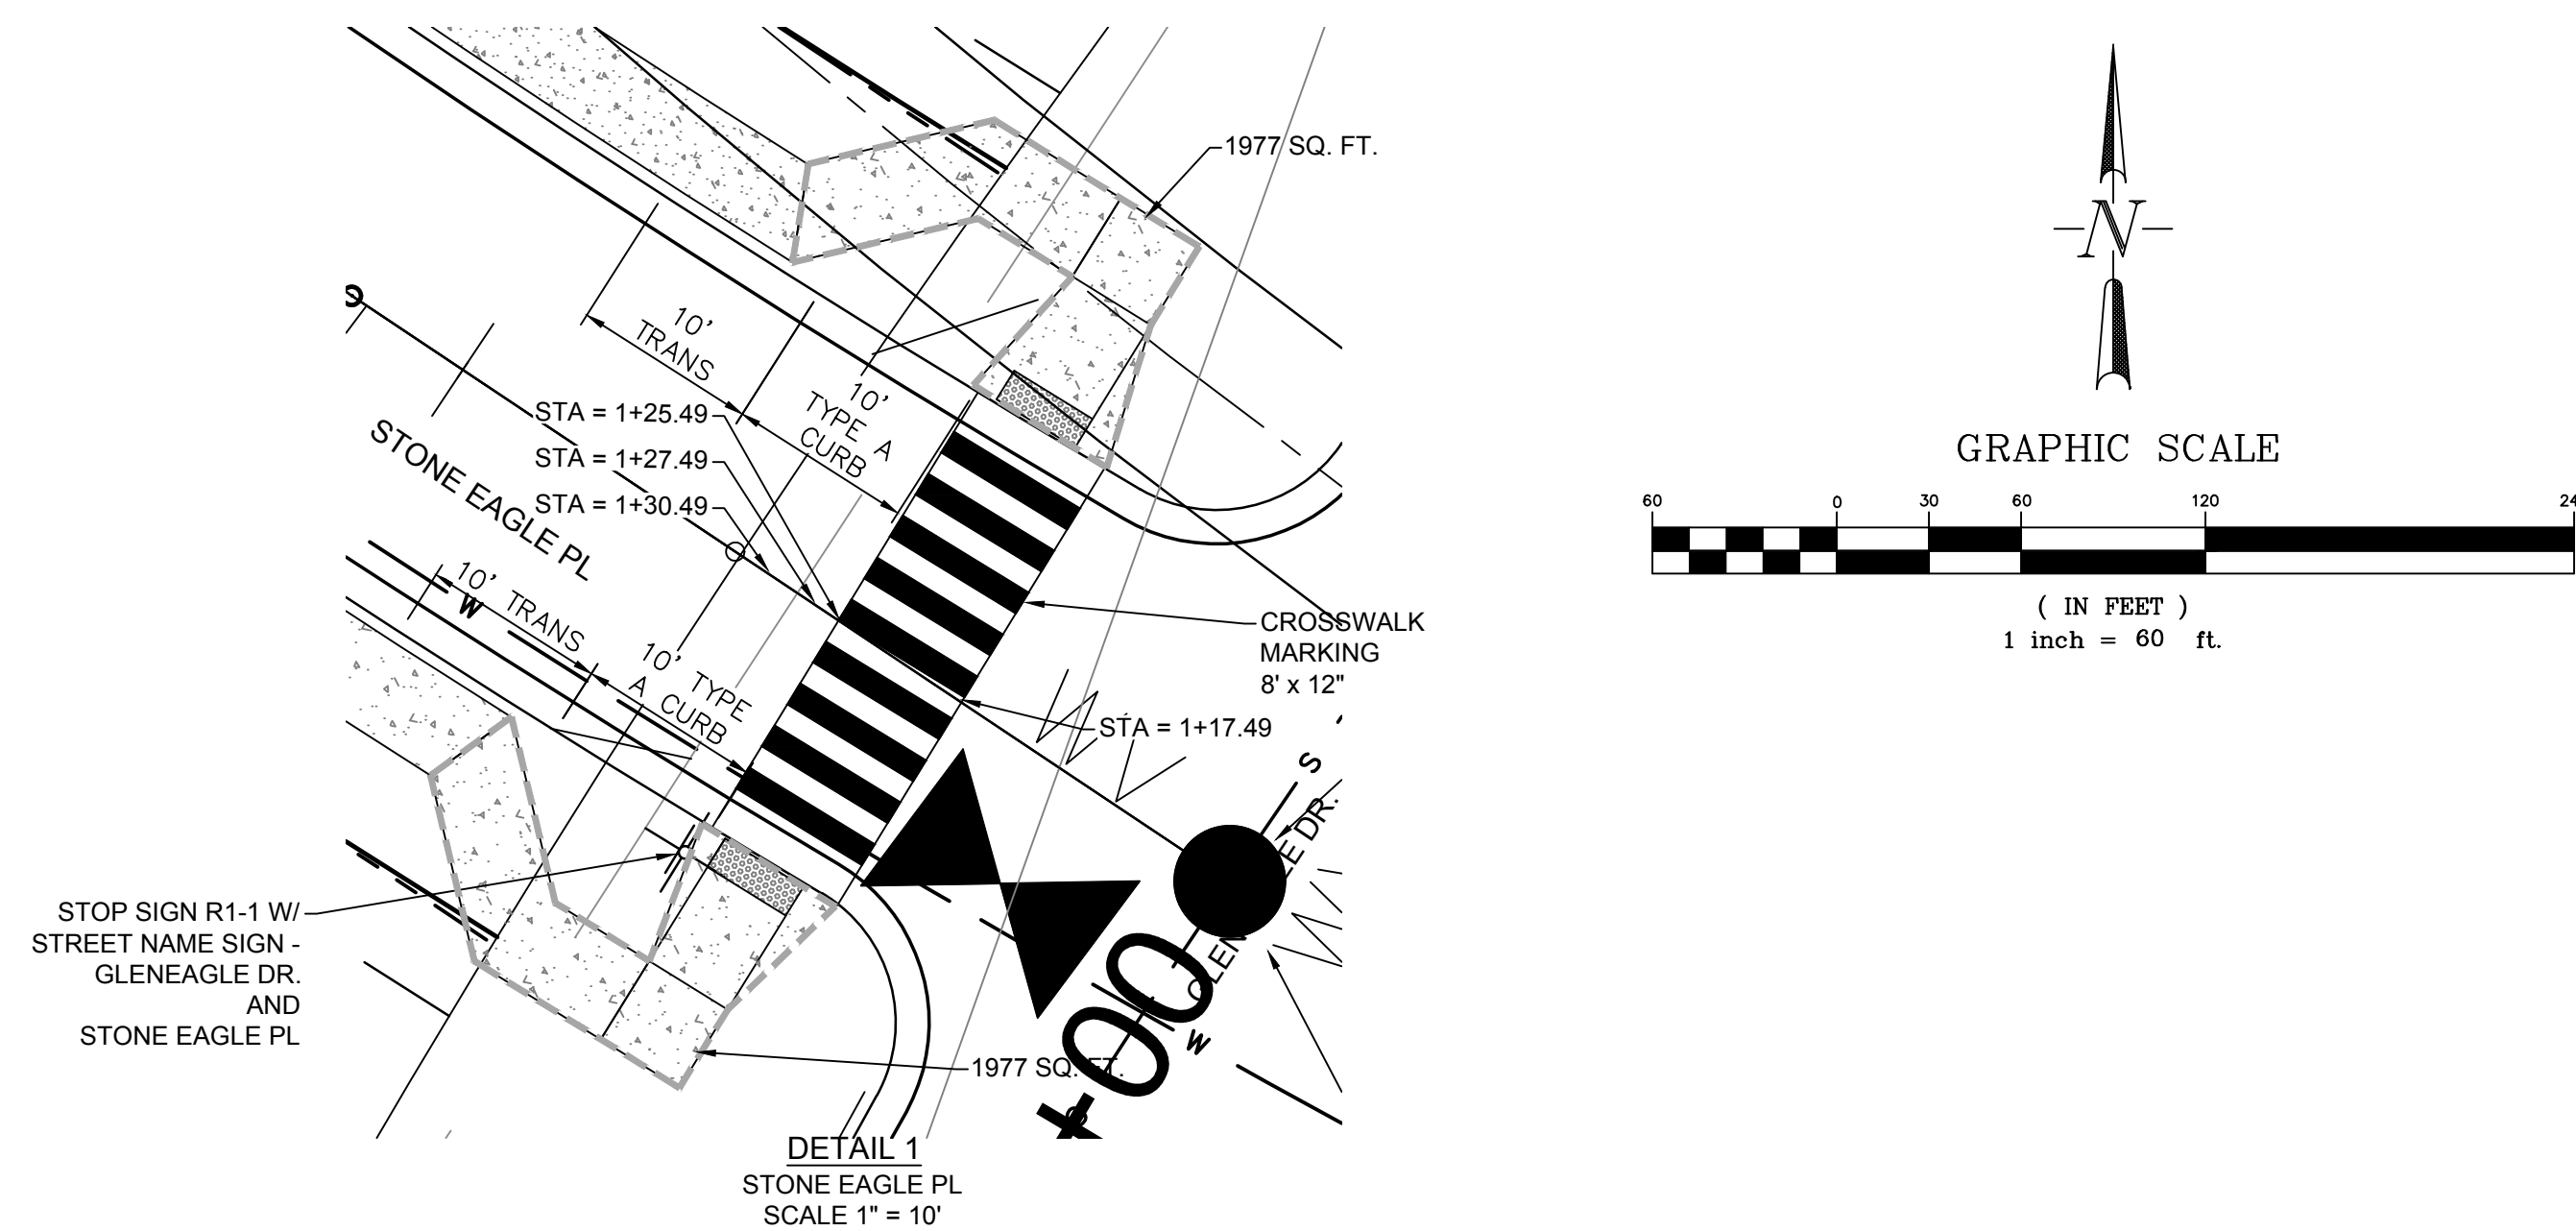 1977 SQ. FT.
10'
TRANS
10'
TYPE A
CURB
STA = 1+25.49
STA = 1+27.49
STA = 1+30.49
STONE EAGLE PL
10' TRANS
W
10' TYPE
A CURB
CROSSWALK
MARKING
8' x 12"
STA = 1+17.49
S
STOP SIGN R1-1 W/
STREET NAME SIGN -
GLENEAGLE DR.
AND
STONE EAGLE PL
W
+00
1977 SQ. FT.
DETAIL 1
STONE EAGLE PL
SCALE 1" = 10'
N
GRAPHIC SCALE
60 0 30 60 120
( IN FEET )
1 inch = 60 ft.